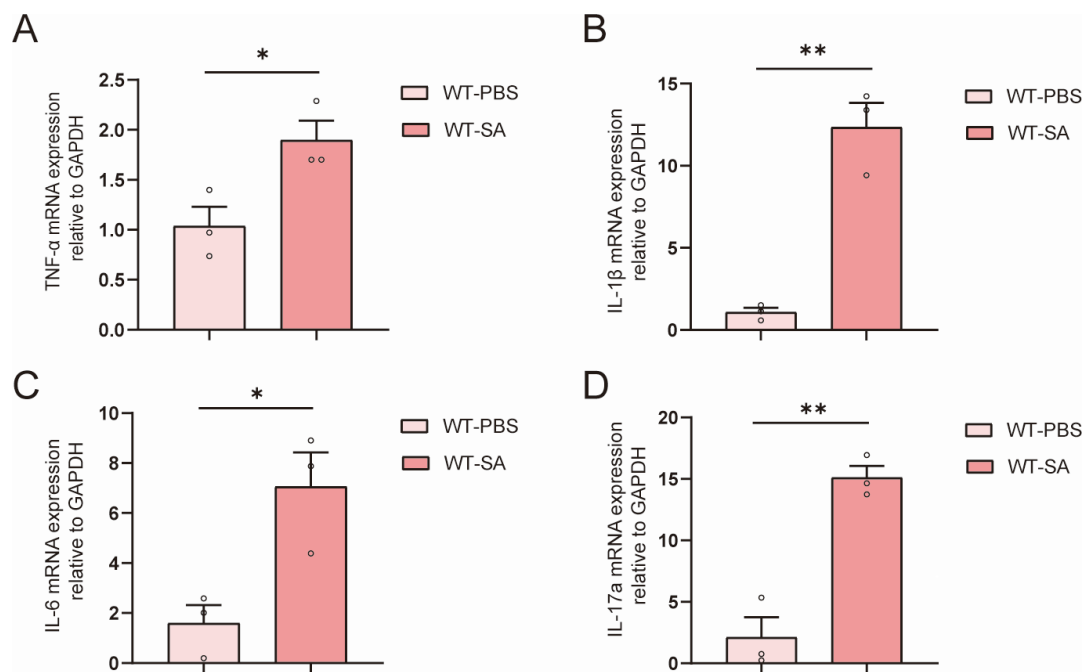 A
*
TNF-α mRNA expression
relative to GAPDH
2.5
2.0
1.5
1.0
0.5
0.0
WT-PBS
WT-SA
B
**
IL-1β mRNA expression
relative to GAPDH
15
10
5
0
WT-PBS
WT-SA
C
*
IL-6 mRNA expression
relative to GAPDH
10
8
6
4
2
0
WT-PBS
WT-SA
D
**
IL-17a mRNA expression
relative to GAPDH
20
15
10
5
0
WT-PBS
WT-SA